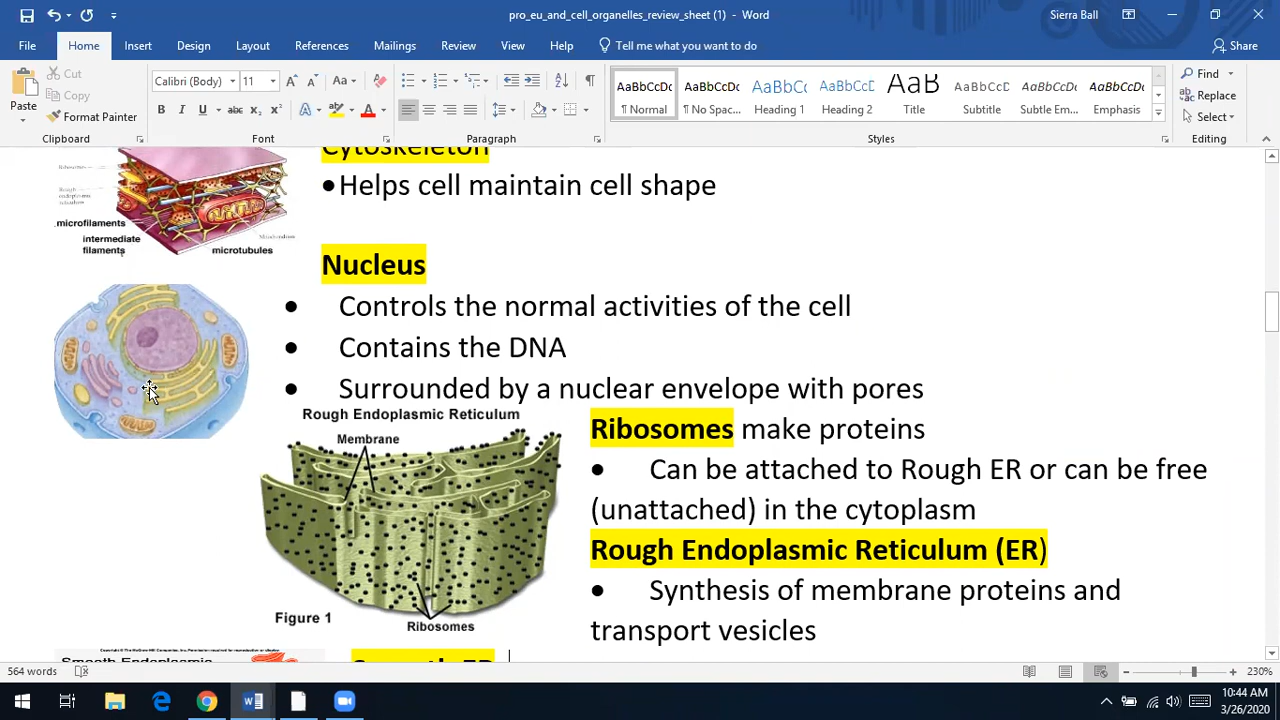 pro_eu_and_cell_organelles_review_sheet (1) - Word
Sierra Ball
File Home Insert Design Layout References Mailings Review View Help Tell me what you want to do Share
Paste
Cut
Copy
Format Painter
Clipboard
Calibri (Body) 11
Font
Paragraph
AaBbCcDc AaBbCcDc AaBbCc AaBbCcC AaB AaBbCcC AaBbCcDc AaBbCcDc
¶ Normal ¶ No Spac... Heading 1 Heading 2 Title Subtitle Subtle Em... Emphasis
Styles
Find
Replace
Select
Editing
Cytoskeleton
•Helps cell maintain cell shape
microfilaments
intermediate
filaments
microtubules
Nucleus
• Controls the normal activities of the cell
• Contains the DNA
• Surrounded by a nuclear envelope with pores
Rough Endoplasmic Reticulum
Membrane
Figure 1
Ribosomes
Ribosomes make proteins
• Can be attached to Rough ER or can be free
(unattached) in the cytoplasm
Rough Endoplasmic Reticulum (ER)
• Synthesis of membrane proteins and
transport vesicles
Smooth Endoplasmic
Smooth ER
564 words
230%
10:44 AM
3/26/2020